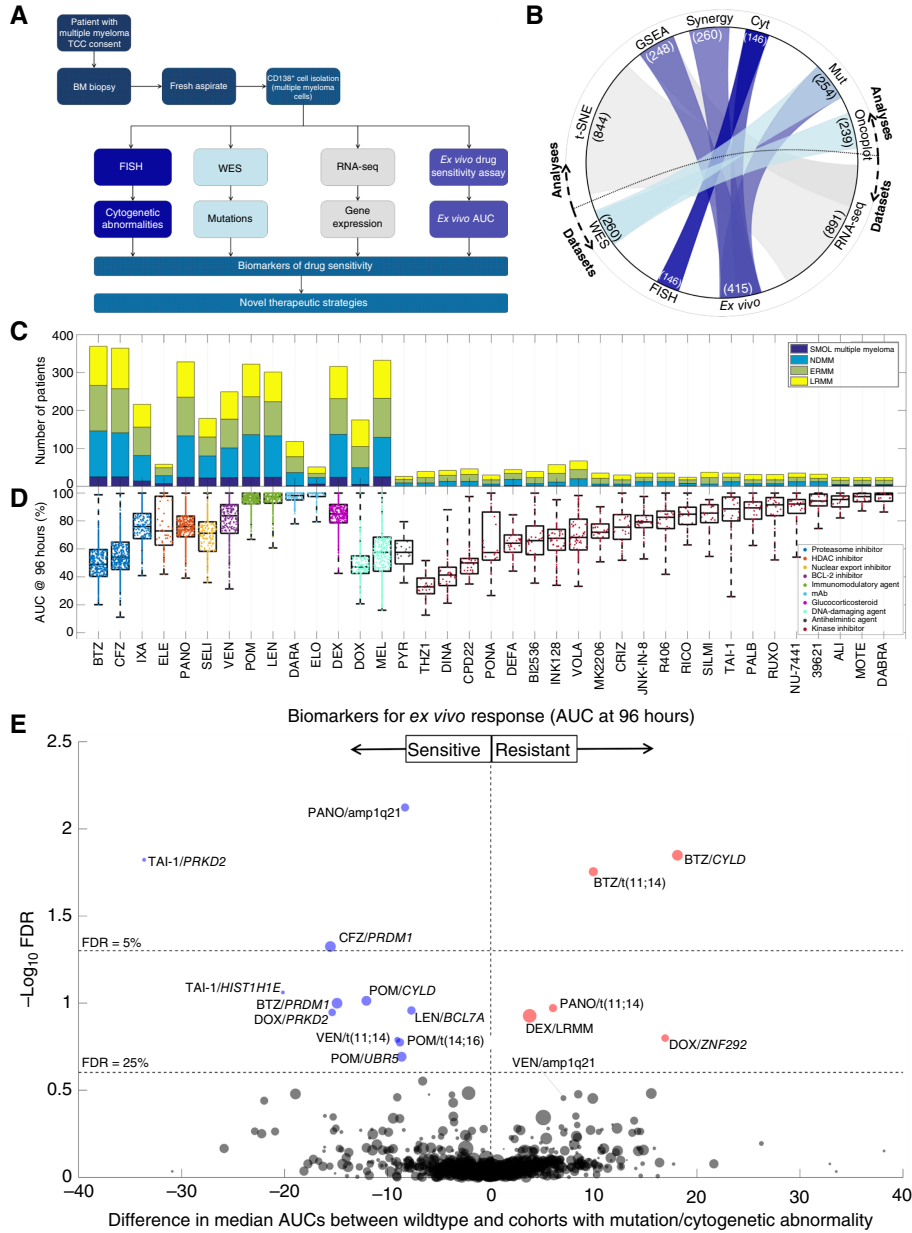 A
Patient with
multiple myeloma
TCC consent
BM biopsy
Fresh aspirate
CD138+ cell isolation
(multiple myeloma
cells)
FISH
WES
RNA-seq
Ex vivo drug
sensitivity assay
Cytogenetic
abnormalities
Mutations
Gene
expression
Ex vivo AUC
Biomarkers of drug sensitivity
Novel therapeutic strategies
B
GSEA
(248)
Synergy
(260)
Cyt
(146)
Mut
(254)
Oncoplot
(239)
t-SNE
(844)
Analyses
Datasets
Analyses
Datasets
WES
(260)
FISH
(146)
Ex vivo
(415)
RNA-seq
(891)
C
Number of patients
400
300
200
100
0
SMOL multiple myeloma
NDMM
ERMM
LRMM
D
AUC @ 96 hours (%)
100
80
60
40
20
0
Proteasome inhibitor
HDAC inhibitor
Nuclear export inhibitor
BCL-2 inhibitor
Immunomodulatory agent
mAb
Glucocorticosteroid
DNA-damaging agent
Antihelmintic agent
Kinase inhibitor
BTZ
CFZ
IXA
ELE
PANO
SELI
VEN
POM
LEN
DARA
ELO
DEX
DOX
MEL
PYR
THZ1
DINA
CPD22
PONA
DEFA
BI2536
INK128
VOLA
MK2206
CRIZ
JNK-IN-8
R406
RICO
SILMI
TAI-1
PALB
RUXO
NU-7441
39621
ALI
MOTE
DABRA
E
Biomarkers for ex vivo response (AUC at 96 hours)
Sensitive
Resistant
−Log10 FDR
2.5
2
1.5
1
0.5
0
PANO/amp1q21
TAI-1/PRKD2
BTZ/CYLD
BTZ/t(11;14)
CFZ/PRDM1
FDR = 5%
TAI-1/HIST1H1E
POM/CYLD
BTZ/PRDM1
DOX/PRKD2
LEN/BCL7A
PANO/t(11;14)
DEX/LRMM
VEN/t(11;14)
POM/t(14;16)
DOX/ZNF292
POM/UBR5
VEN/amp1q21
FDR = 25%
−40
−30
−20
−10
0
10
20
30
40
Difference in median AUCs between wildtype and cohorts with mutation/cytogenetic abnormality